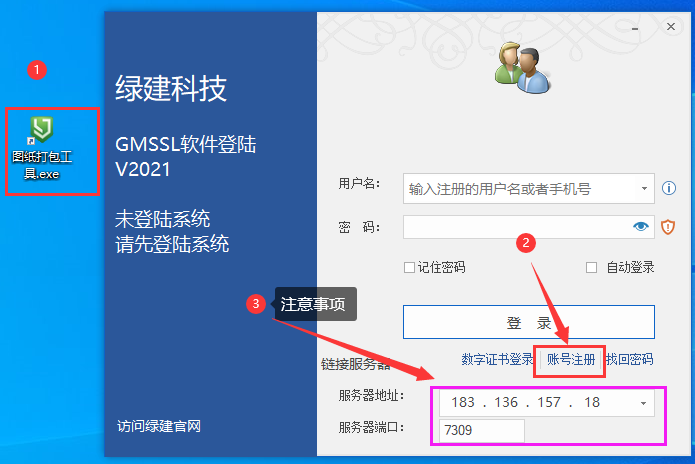 1
图纸打包工
具.exe
绿建科技
GMSSL软件登陆
V2021
未登陆系统
请先登陆系统
访问绿建官网
用户名:
输入注册的用户名或者手机号
密 码:
2
记住密码
自动登录
3
注意事项
登 录
数字证书登录
账号注册
找回密码
链接服务器
服务器地址:
183 . 136 . 157 . 18
服务器端口:
7309